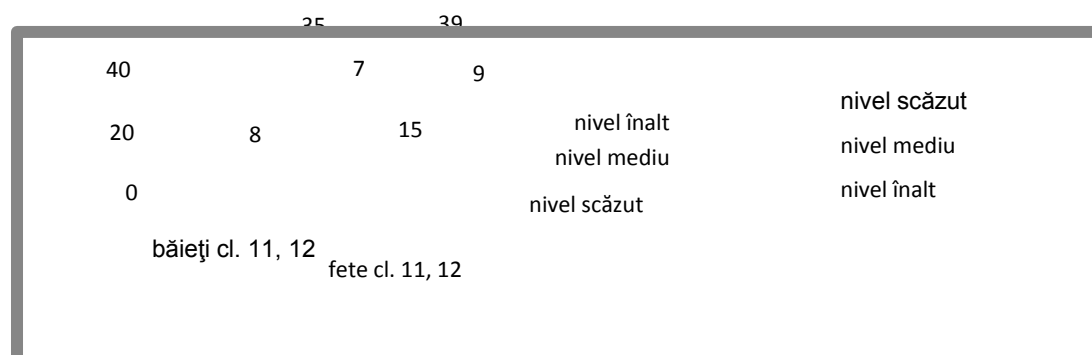 35 39
40 7 9
nivel scăzut
20 8 15 nivel înalt
nivel mediu
nivel mediu
0
nivel înalt
nivel scăzut
băieţi cl. 11, 12
fete cl. 11, 12